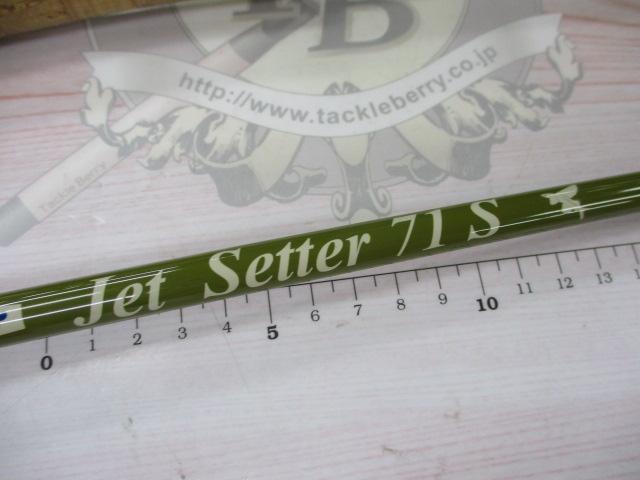 B
http://www.tackleberry.co.jp
Tackle Berry
Jet Setter 71 S
0 1 2 3 4 5 6 7 8 9 10 11 12 13 14